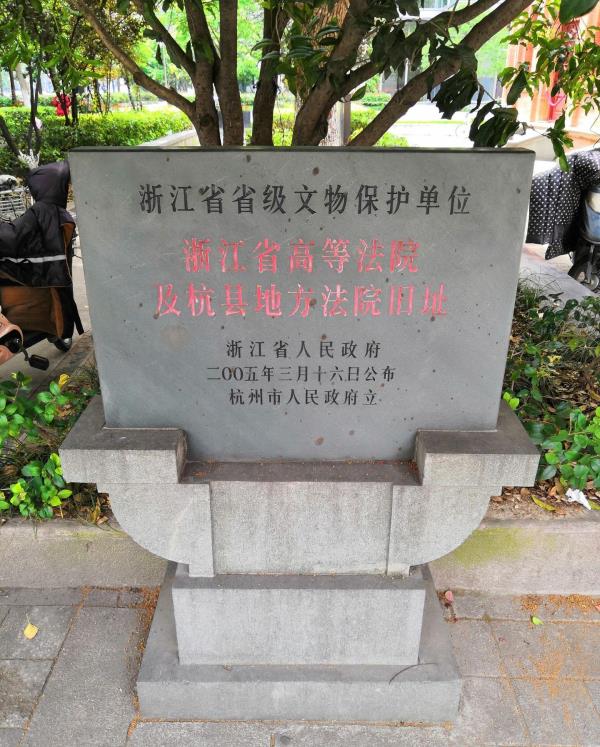 浙江省省级文物保护单位
浙江省高等法院
及杭县地方法院旧址
浙江省人民政府
二〇〇五年三月十六日公布
杭州市人民政府立